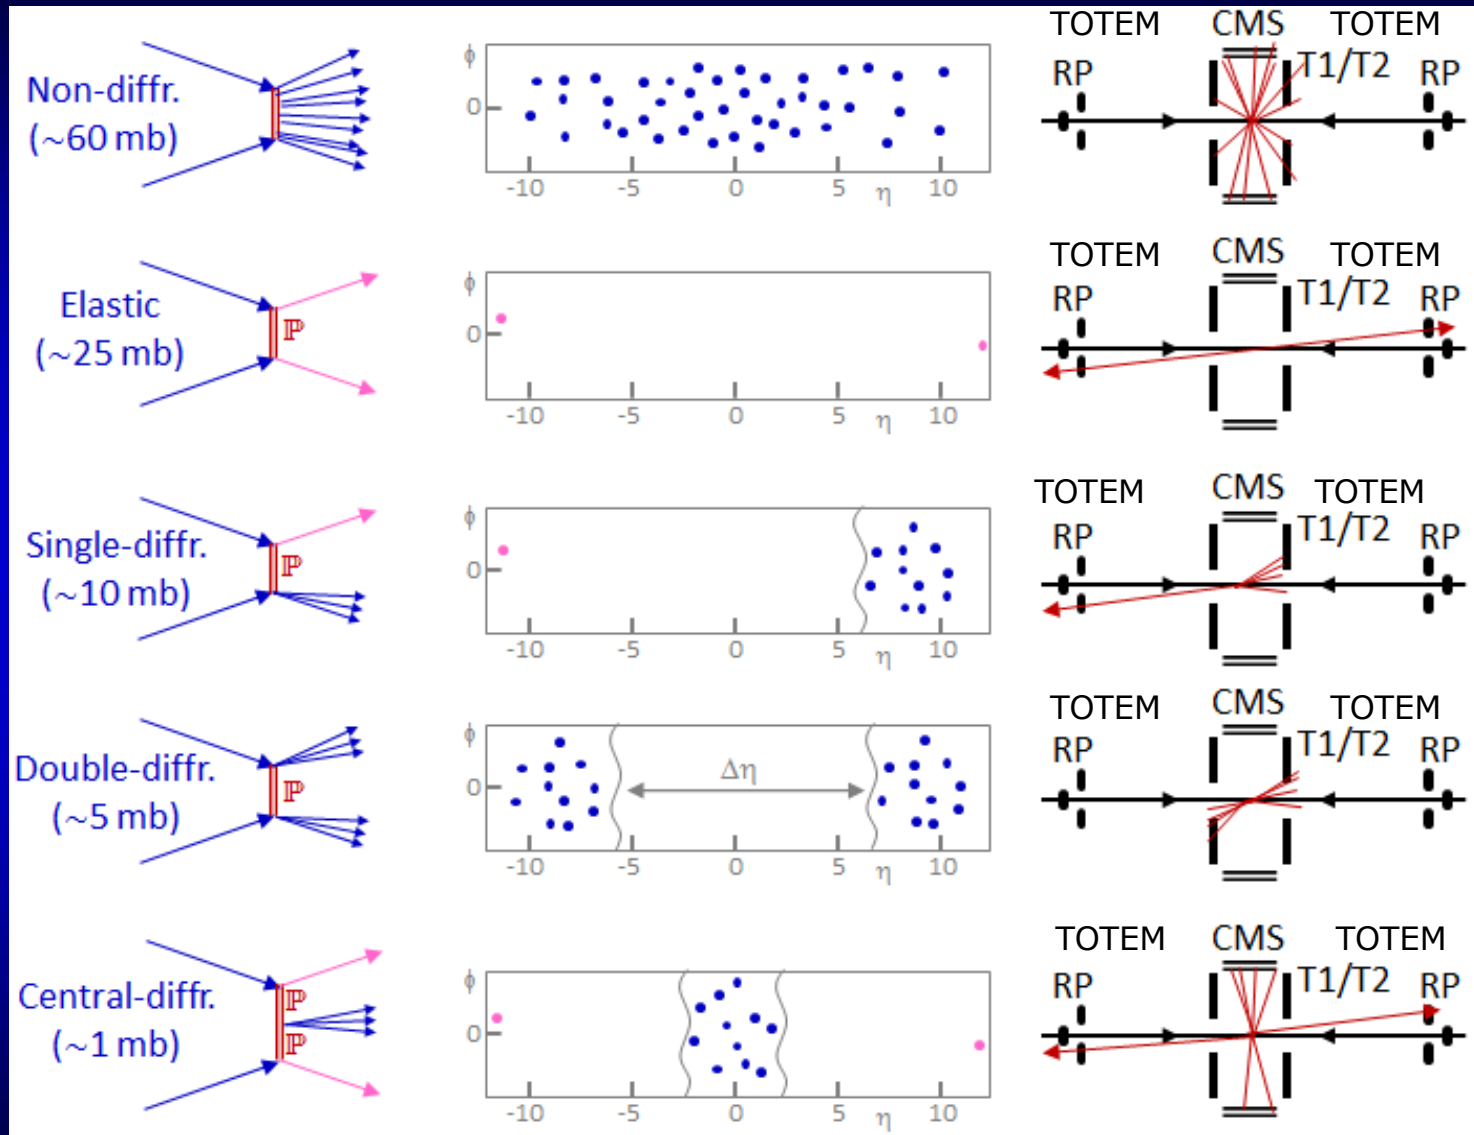 TOTEM CMS TOTEM
RP T1/T2 RP
Non-diffr.
(~60 mb)
ϕ
0
-10 -5 0 5 η 10
TOTEM CMS TOTEM
RP T1/T2 RP
Elastic
(~25 mb)
ℙ
ϕ
0
-10 -5 0 5 η 10
TOTEM CMS TOTEM
RP T1/T2 RP
Single-diffr.
(~10 mb)
ℙ
ϕ
0
-10 -5 0 5 η 10
TOTEM CMS TOTEM
RP T1/T2 RP
Double-diffr.
(~5 mb)
ℙ
ϕ
0
Δη
-10 -5 0 5 η 10
TOTEM CMS TOTEM
RP T1/T2 RP
Central-diffr.
(~1 mb)
ℙ
ℙ
ϕ
0
-10 -5 0 5 η 10